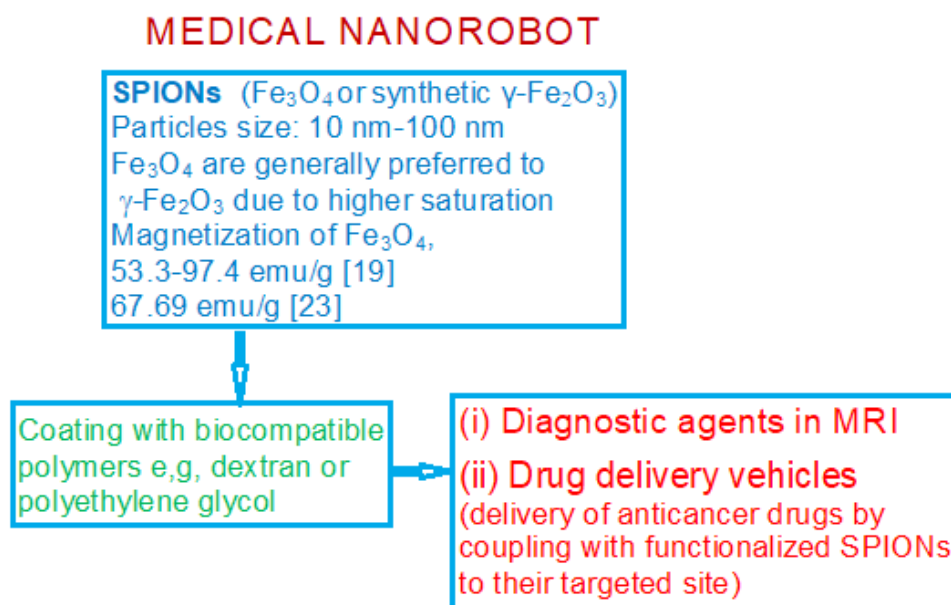 MEDICAL NANOROBOT
SPIONs (Fe₃O₄ or synthetic γ-Fe₂O₃)
Particles size: 10 nm-100 nm
Fe₃O₄ are generally preferred to
γ-Fe₂O₃ due to higher saturation
Magnetization of Fe₃O₄,
53.3-97.4 emu/g [19]
67.69 emu/g [23]
Coating with biocompatible
polymers e,g, dextran or
polyethylene glycol
(i) Diagnostic agents in MRI
(ii) Drug delivery vehicles
(delivery of anticancer drugs by
coupling with functionalized SPIONs
to their targeted site)